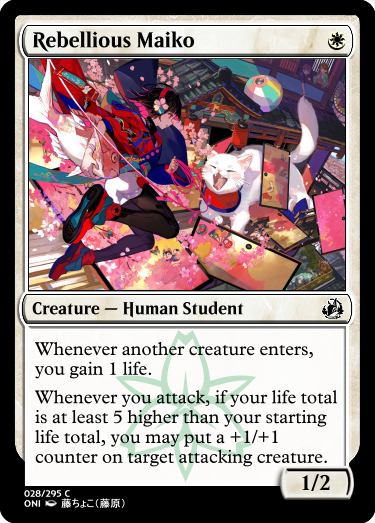 Rebellious Maiko
Creature — Human Student
Whenever another creature enters,
you gain 1 life.
Whenever you attack, if your life total
is at least 5 higher than your starting
life total, you may put a +1/+1
counter on target attacking creature.
1/2
028/295 C
ONI 藤ちょこ(藤原)